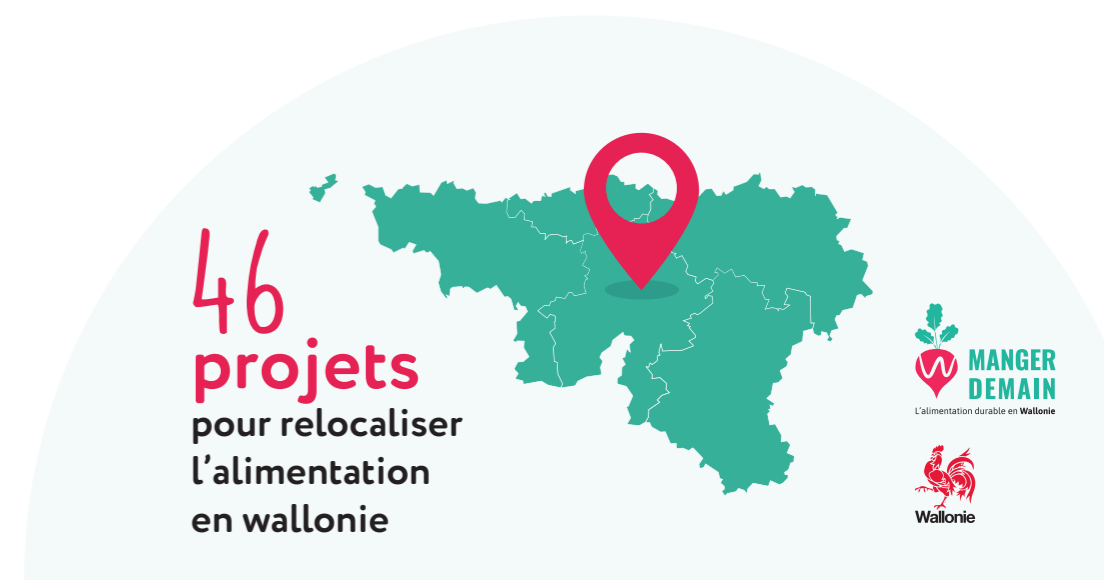 46
projets
pour relocaliser
l'alimentation
en wallonie
MANGER
DEMAIN
L'alimentation durable en Wallonie
Wallonie